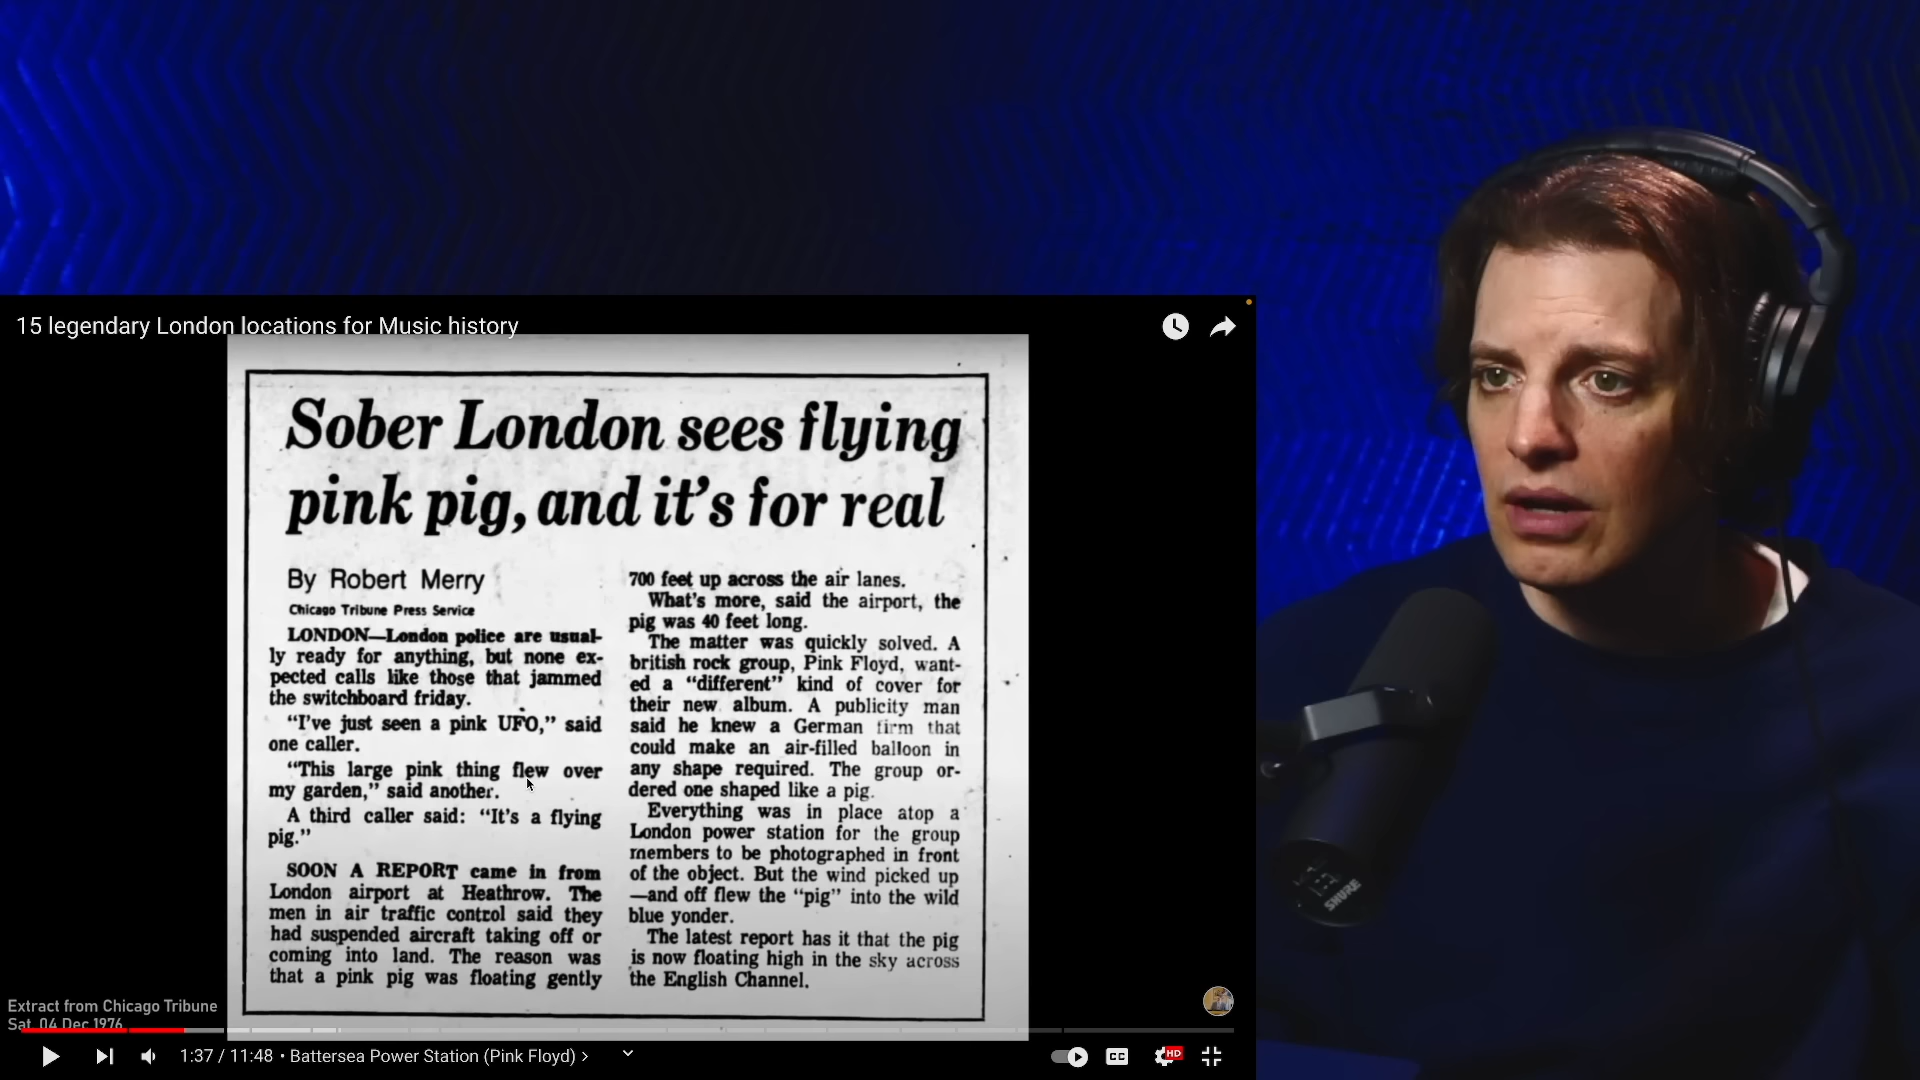 15 legendary London locations for Music history
Sober London sees flying
pink pig, and it's for real
By Robert Merry
Chicago Tribune Press Service
LONDON—London police are usual-
ly ready for anything, but none ex-
pected calls like those that jammed
the switchboard friday.
“I've just seen a pink UFO,” said
one caller.
“This large pink thing flew over
my garden,” said another.
A third caller said: “It's a flying
pig.”
SOON A REPORT came in from
London airport at Heathrow. The
men in air traffic control said they
had suspended aircraft taking off or
coming into land. The reason was
that a pink pig was floating gently
700 feet up across the air lanes.
What's more, said the airport, the
pig was 40 feet long.
The matter was quickly solved. A
british rock group, Pink Floyd, want-
ed a “different” kind of cover for
their new album. A publicity man
said he knew a German firm that
could make an air-filled balloon in
any shape required. The group or-
dered one shaped like a pig.
Everything was in place atop a
London power station for the group
members to be photographed in front
of the object. But the wind picked up
—and off flew the “pig” into the wild
blue yonder.
The latest report has it that the pig
is now floating high in the sky across
the English Channel.
Extract from Chicago Tribune
Sat, 04 Dec 1976
1:37 / 11:48 • Battersea Power Station (Pink Floyd) >
CC
HD
SHURE